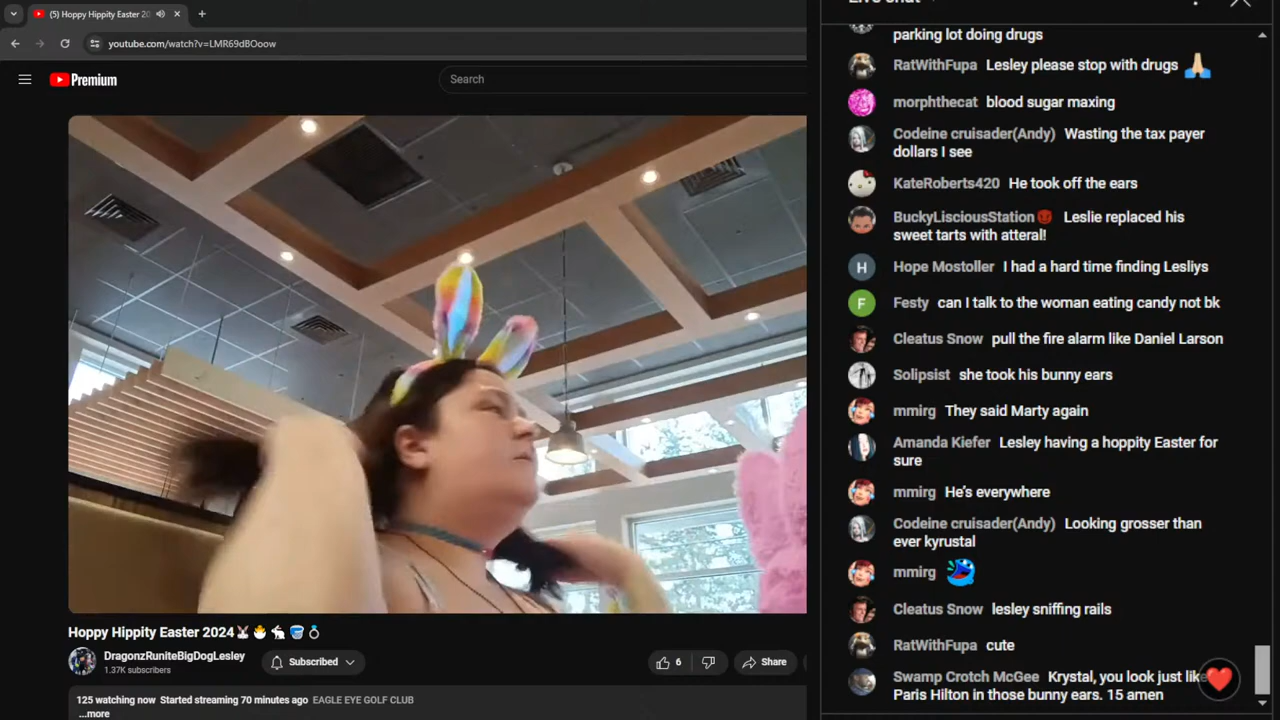 (5) Hoppy Hippity Easter 20
youtube.com/watch?v=LMR69dBOoow
Premium
Search
Hoppy Hippity Easter 2024🐰🐣🐇🪣💍
DragonzRuniteBigDogLesley
1.37K subscribers
Subscribed
6
Share
125 watching now Started streaming 70 minutes ago EAGLE EYE GOLF CLUB
...more
Live chat
parking lot doing drugs
RatWithFupa Lesley please stop with drugs 🙏
morphthecat blood sugar maxing
Codeine cruisader(Andy) Wasting the tax payer
dollars I see
KateRoberts420 He took off the ears
BuckyLisciousStation😈 Leslie replaced his
sweet tarts with atteral!
H
Hope Mostoller I had a hard time finding Lesliys
F
Festy can I talk to the woman eating candy not bk
Cleatus Snow pull the fire alarm like Daniel Larson
Solipsist she took his bunny ears
mmirg They said Marty again
Amanda Kiefer Lesley having a hoppity Easter for
sure
mmirg He's everywhere
Codeine cruisader(Andy) Looking grosser than
ever kyrustal
mmirg
Cleatus Snow lesley sniffing rails
RatWithFupa cute
Swamp Crotch McGee Krystal, you look just like
Paris Hilton in those bunny ears. 15 amen